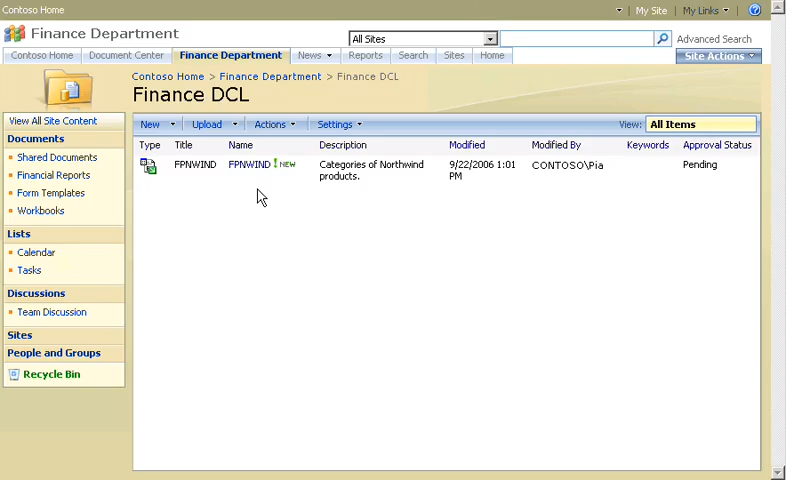 Contoso Home
My Site
My Links
Finance Department
All Sites
Advanced Search
Contoso Home
Document Center
Finance Department
News
Reports
Search
Sites
Home
Site Actions
Contoso Home > Finance Department > Finance DCL
Finance DCL
View All Site Content
Documents
Shared Documents
Financial Reports
Form Templates
Workbooks
Lists
Calendar
Tasks
Discussions
Team Discussion
Sites
People and Groups
Recycle Bin
New
Upload
Actions
Settings
View:
All Items
Type
Title
Name
Description
Modified
Modified By
Keywords
Approval Status
FPNWIND
FPNWIND ! NEW
Categories of Northwind
products.
9/22/2006 1:01
PM
CONTOSO\Pia
Pending